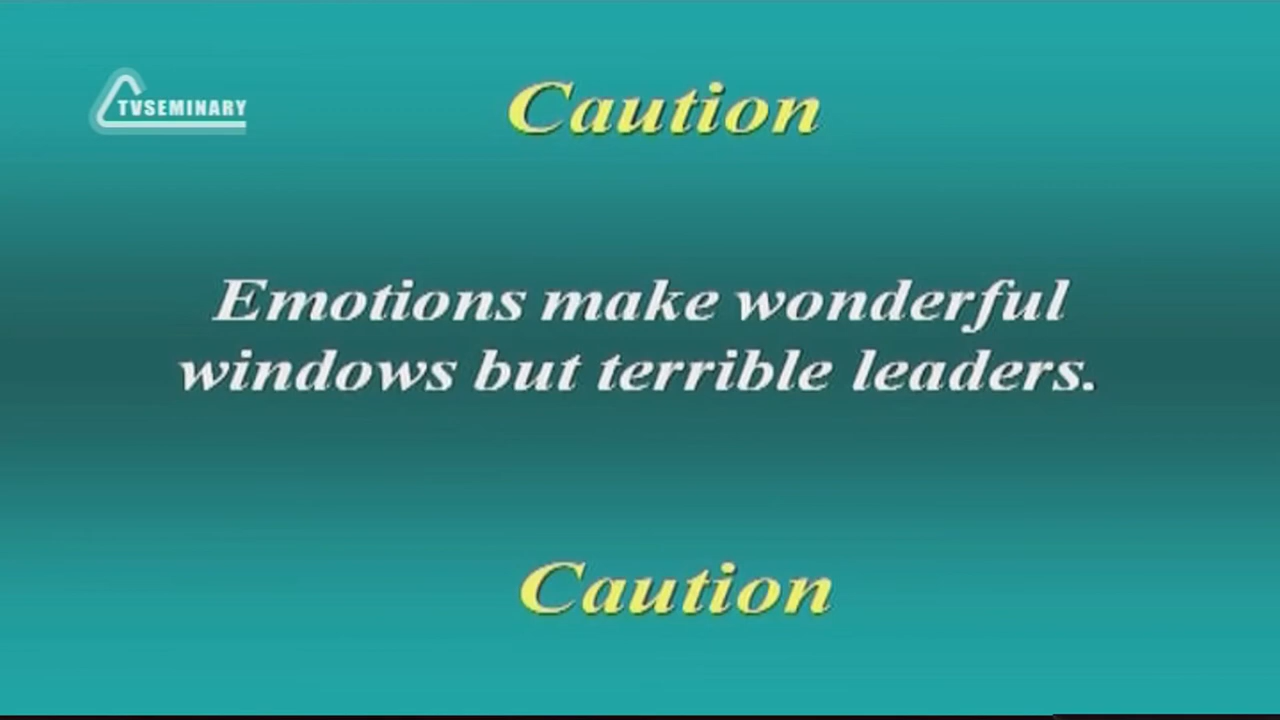 TVSEMINARY
Caution
Emotions make wonderful
windows but terrible leaders.
Caution